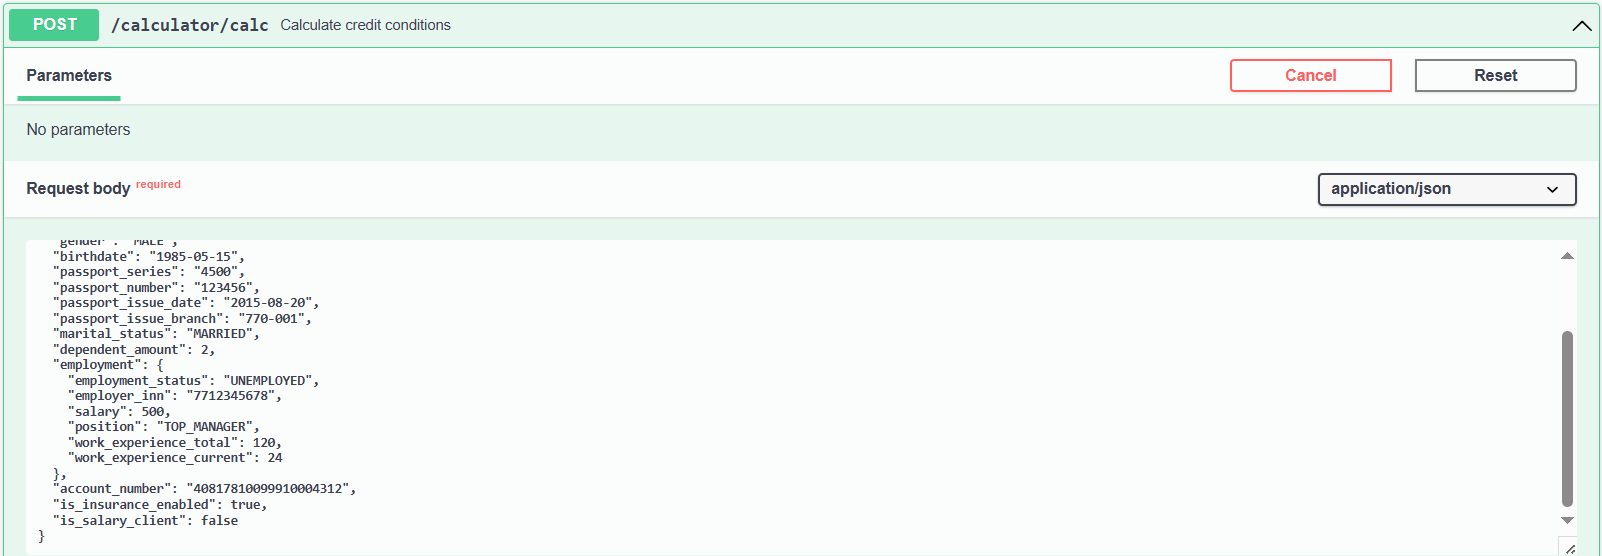 POST /calculator/calc Calculate credit conditions
Parameters Cancel Reset
No parameters
Request body required application/json
"gender": "MALE",
"birthdate": "1985-05-15",
"passport_series": "4500",
"passport_number": "123456",
"passport_issue_date": "2015-08-20",
"passport_issue_branch": "770-001",
"marital_status": "MARRIED",
"dependent_amount": 2,
"employment": {
"employment_status": "UNEMPLOYED",
"employer_inn": "7712345678",
"salary": 500,
"position": "TOP_MANAGER",
"work_experience_total": 120,
"work_experience_current": 24
},
"account_number": "40817810099910004312",
"is_insurance_enabled": true,
"is_salary_client": false
}